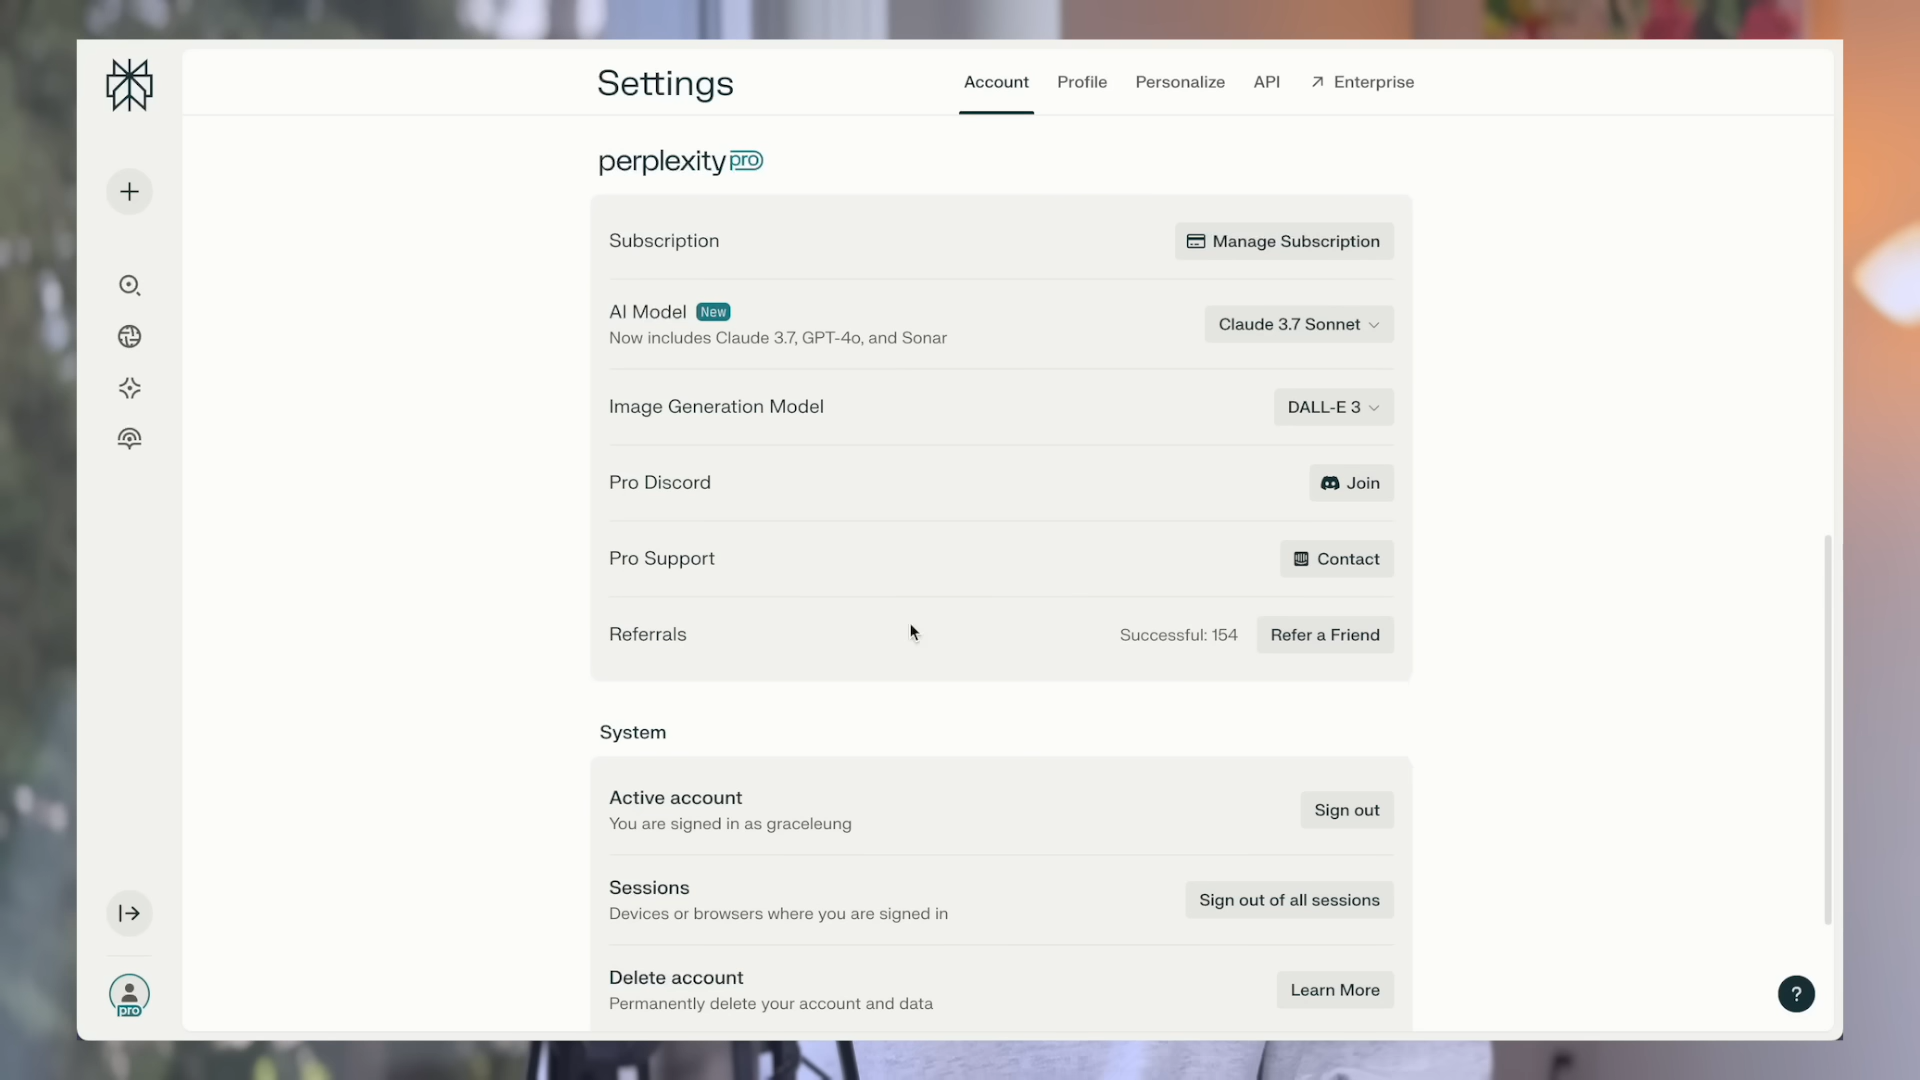 Settings
Account
Profile
Personalize
API
Enterprise
perplexity pro
Subscription
Manage Subscription
AI Model New
Now includes Claude 3.7, GPT-4o, and Sonar
Claude 3.7 Sonnet
Image Generation Model
DALL-E 3
Pro Discord
Join
Pro Support
Contact
Referrals
Successful: 154
Refer a Friend
System
Active account
You are signed in as graceleung
Sign out
Sessions
Devices or browsers where you are signed in
Sign out of all sessions
Delete account
Permanently delete your account and data
Learn More
pro
?